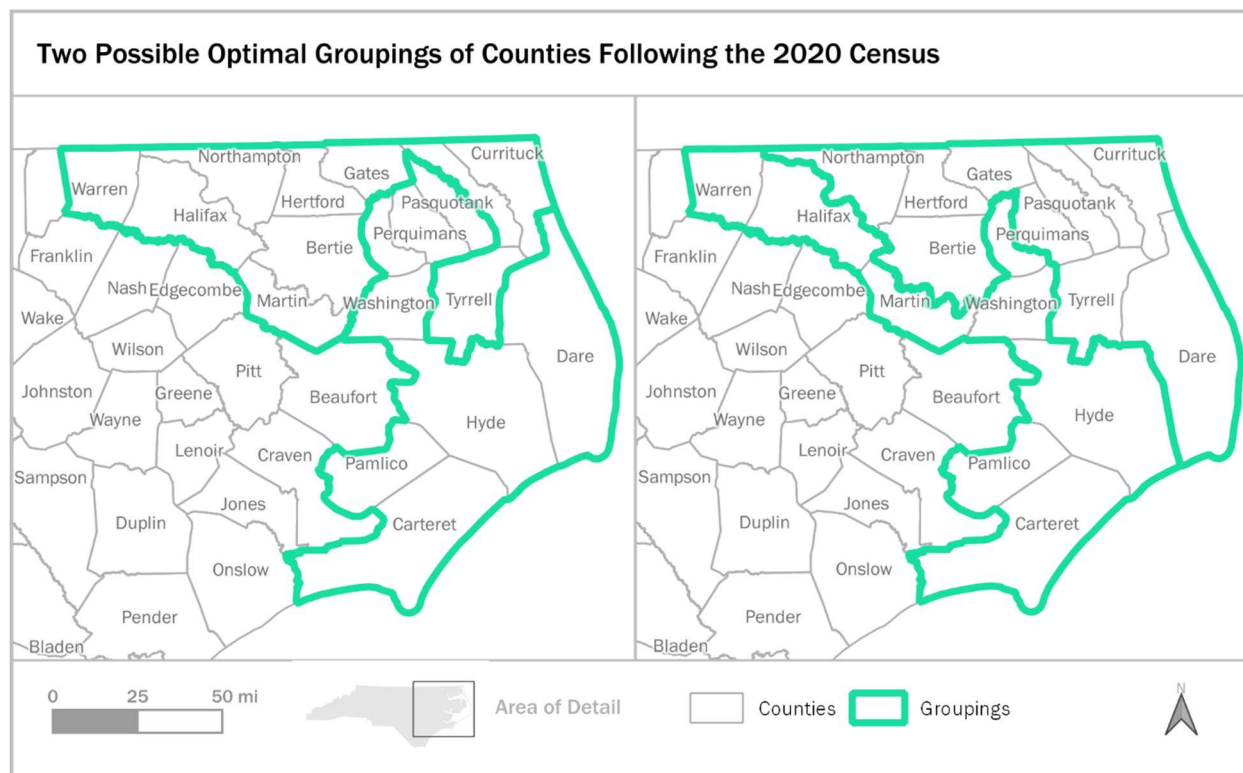 Two Possible Optimal Groupings of Counties Following the 2020 Census
Northampton
Currituck
Gates
Warren
Hertford
Pasquotank
Halifax
Perquimans
Bertie
Franklin
Nash
Edgecombe
Martin
Washington
Tyrrell
Wake
Wilson
Dare
Pitt
Johnston
Greene
Beaufort
Wayne
Hyde
Lenoir
Craven
Pamlico
Sampson
Jones
Duplin
Carteret
Onslow
Pender
Bladen
Northampton
Currituck
Gates
Warren
Hertford
Pasquotank
Halifax
Perquimans
Bertie
Franklin
Nash
Edgecombe
Martin
Washington
Tyrrell
Wake
Wilson
Dare
Pitt
Johnston
Greene
Beaufort
Wayne
Hyde
Lenoir
Craven
Pamlico
Sampson
Jones
Duplin
Carteret
Onslow
Pender
Bladen
0 25 50 mi
Area of Detail
Counties
Groupings
N